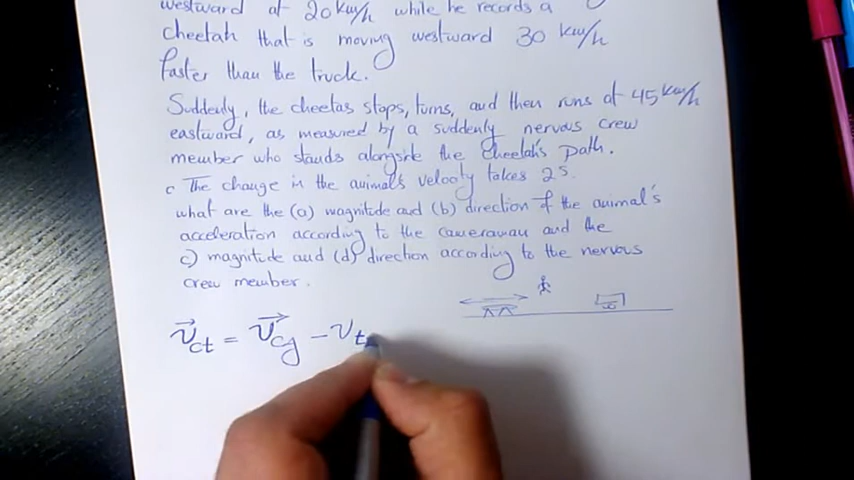 westward at 20 km/h while he records a
cheetah that is moving westward 30 km/h
faster than the truck.
Suddenly, the cheetas stops, turns, and then runs at 45 km/h
eastward, as measured by a suddenly nervous crew
member who stands alongside the cheetah's path.
c The change in the animal's velocity takes 2s.
what are the (a) magnitude and (b) direction of the animal's
acceleration according to the cameraman and the
c) magnitude and (d) direction according to the nervous
crew member.
v⃗ct = v⃗cg - vt